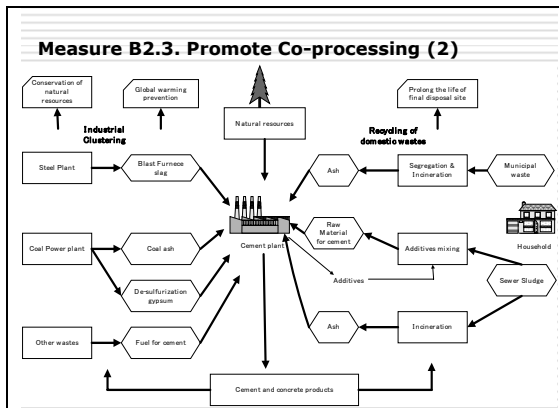 Measure B2.3. Promote Co-processing (2)
Conservation of
natural
resources
Global warming
prevention
Prolong the life of
final disposal site
Natural resources
Industrial
Clustering
Recycling of
domestic wastes
Steel Plant
Blast Furnece
slag
Ash
Segregation &
Incineration
Municipal
waste
Coal Power plant
Coal ash
Cement plant
Raw
Material
for cement
Additives mixing
Household
De-sulfurization
gypsum
Additives
Sewer Sludge
Other wastes
Fuel for cement
Ash
Incineration
Cement and concrete products